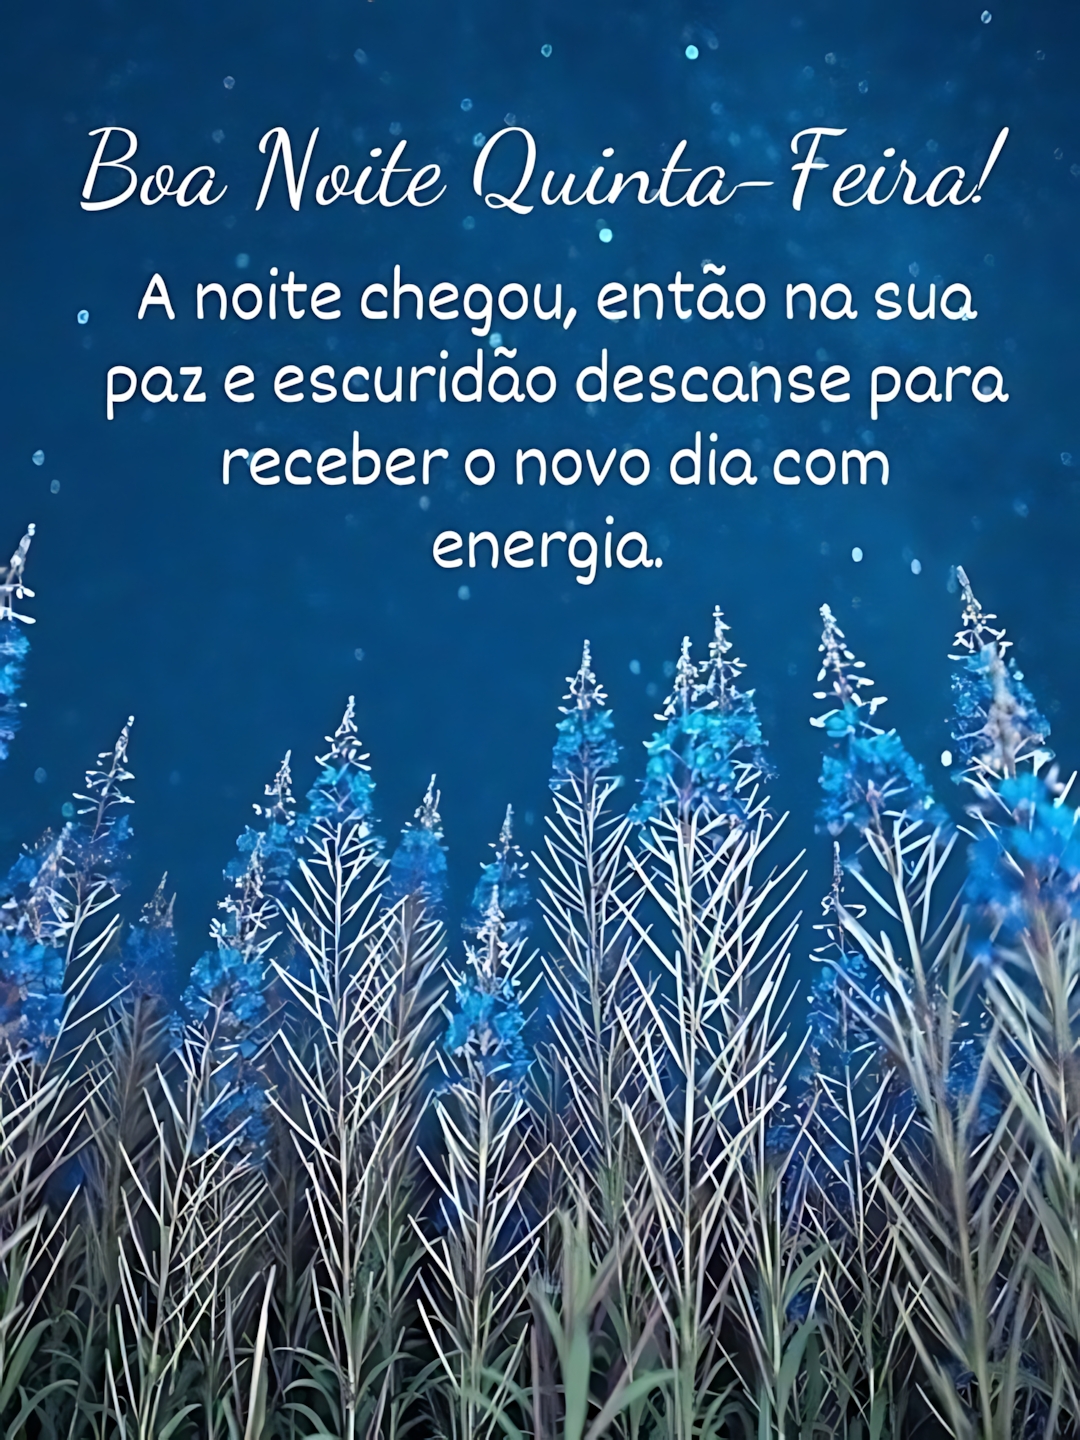 Boa Noite Quinta-Feira!
A noite chegou, então na sua
paz e escuridão descanse para
receber o novo dia com
energia.